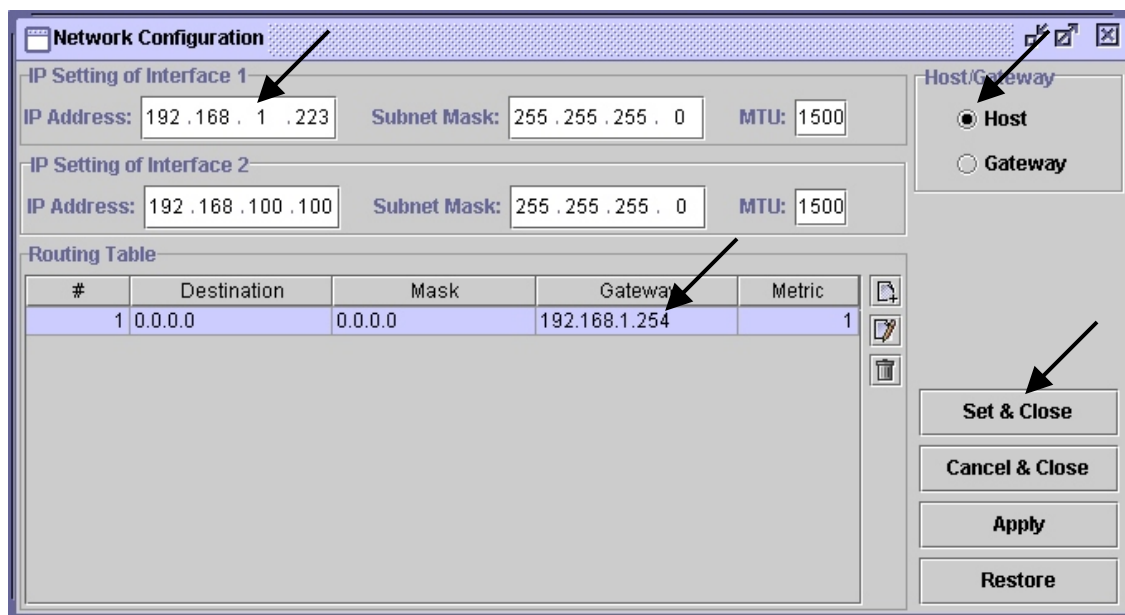 Network Configuration
IP Setting of Interface 1
IP Address: 192 .168 . 1 .223 Subnet Mask: 255 .255 .255 . 0 MTU: 1500
IP Setting of Interface 2
IP Address: 192 .168 .100 .100 Subnet Mask: 255 .255 .255 . 0 MTU: 1500
Routing Table
# Destination Mask Gateway Metric
1 0.0.0.0 0.0.0.0 192.168.1.254 1
Host/Gateway
Host
Gateway
Set & Close
Cancel & Close
Apply
Restore